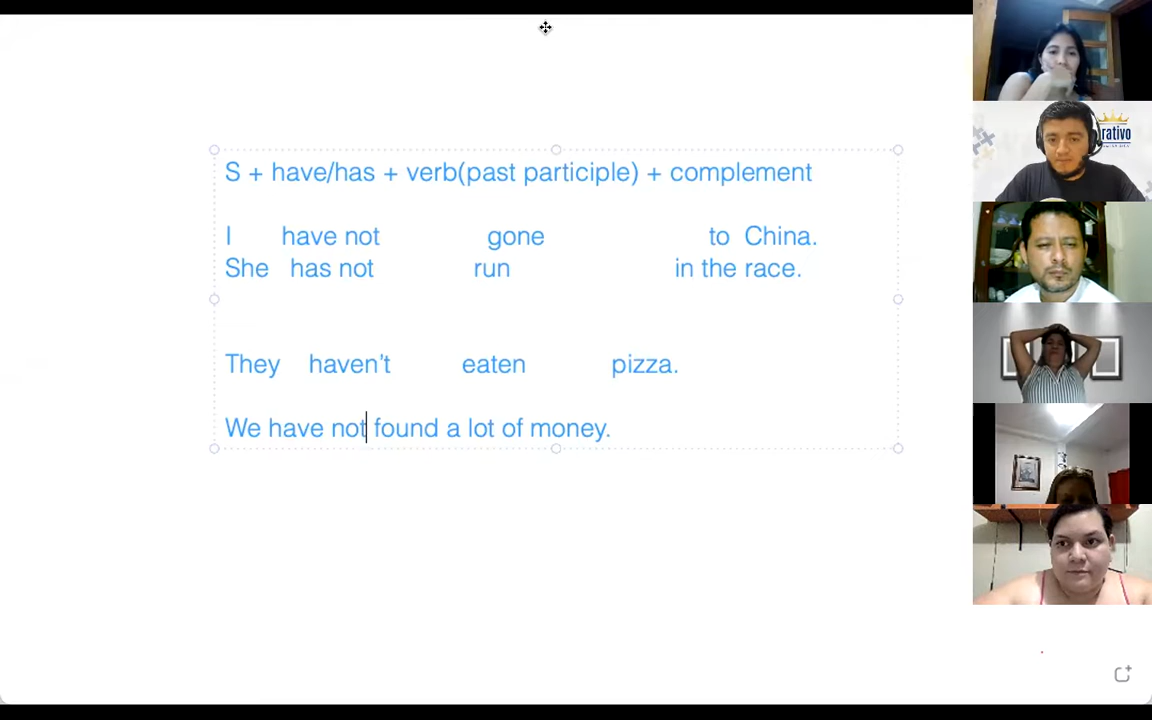 S + have/has + verb(past participle) + complement
I have not gone to China.
She has not run in the race.
They haven't eaten pizza.
We have not found a lot of money.
rativo